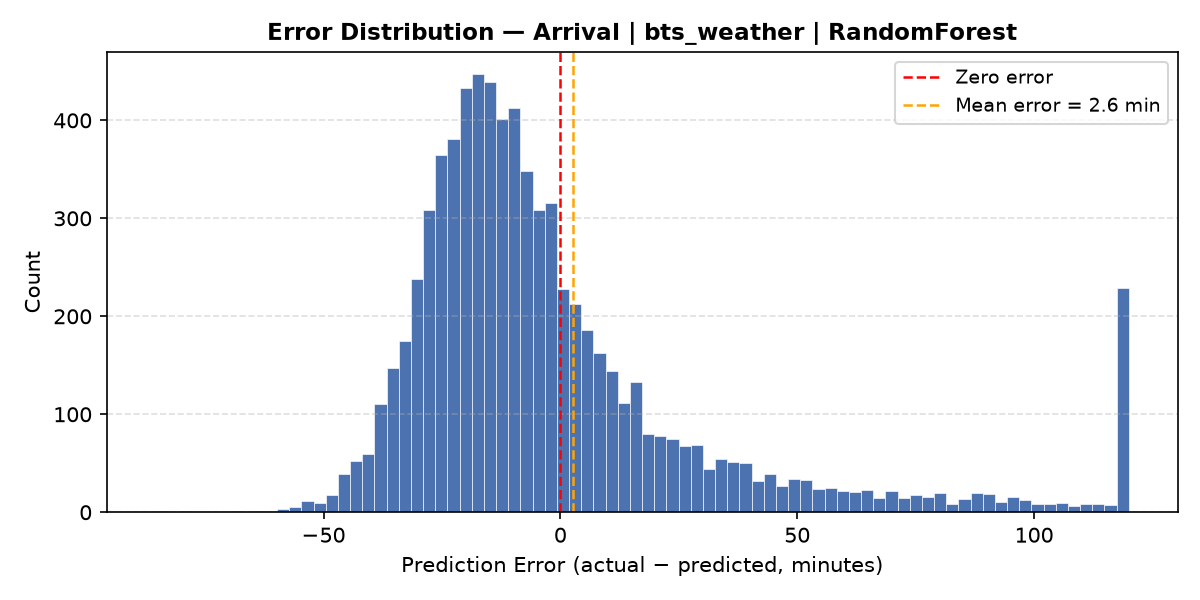 Error Distribution — Arrival | bts_weather | RandomForest
Zero error
Mean error = 2.6 min
Count
400
300
200
100
0
−50
0
50
100
Prediction Error (actual − predicted, minutes)